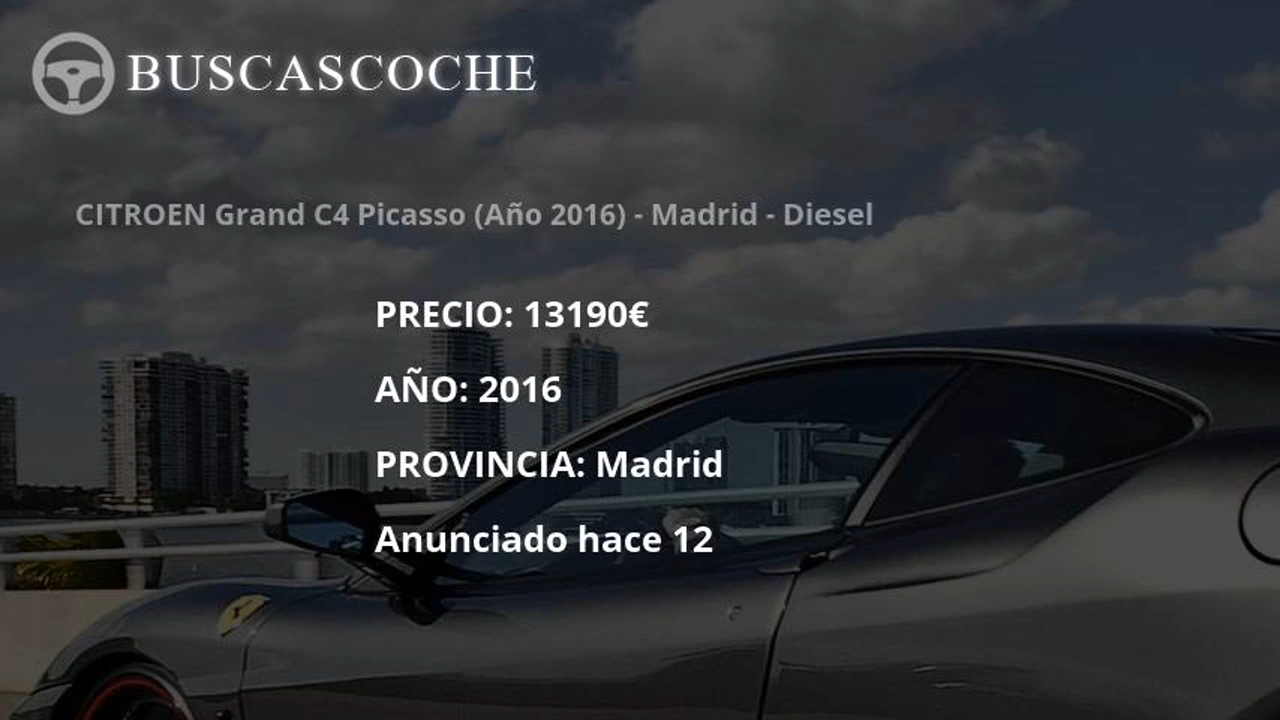 BUSCASCOCHE
CITROEN Grand C4 Picasso (Año 2016) - Madrid - Diesel
PRECIO: 13190€
AÑO: 2016
PROVINCIA: Madrid
Anunciado hace 12